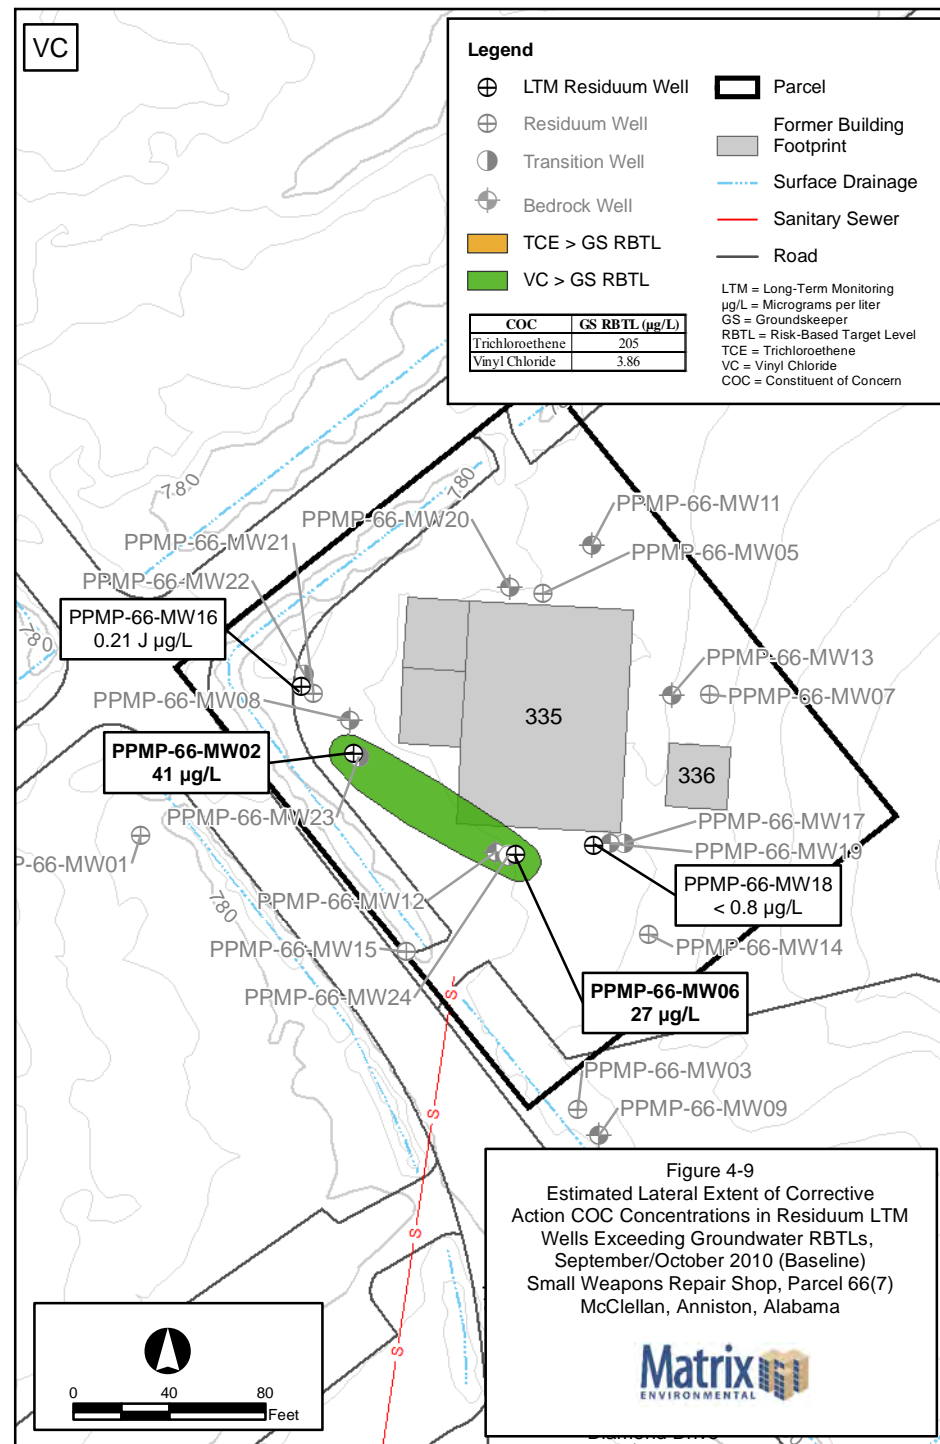 VC
Legend
LTM Residuum Well
Residuum Well
Transition Well
Bedrock Well
TCE > GS RBTL
VC > GS RBTL
Parcel
Former Building
Footprint
Surface Drainage
Sanitary Sewer
Road
COC GS RBTL (µg/L)
Trichloroethene 205
Vinyl Chloride 3.86
LTM = Long-Term Monitoring
µg/L = Micrograms per liter
GS = Groundskeeper
RBTL = Risk-Based Target Level
TCE = Trichloroethene
VC = Vinyl Chloride
COC = Constituent of Concern
780
780
PPMP-66-MW20
PPMP-66-MW11
PPMP-66-MW21
PPMP-66-MW05
PPMP-66-MW22
780
PPMP-66-MW16
0.21 J µg/L
PPMP-66-MW13
PPMP-66-MW08
PPMP-66-MW07
335
PPMP-66-MW02
41 µg/L
336
PPMP-66-MW23
PPMP-66-MW17
P-66-MW01
PPMP-66-MW19
PPMP-66-MW18
< 0.8 µg/L
780
PPMP-66-MW12
PPMP-66-MW15
PPMP-66-MW14
PPMP-66-MW24
S
PPMP-66-MW06
27 µg/L
PPMP-66-MW03
PPMP-66-MW09
S
S
S
Figure 4-9
Estimated Lateral Extent of Corrective
Action COC Concentrations in Residuum LTM
Wells Exceeding Groundwater RBTLs,
September/October 2010 (Baseline)
Small Weapons Repair Shop, Parcel 66(7)
McClellan, Anniston, Alabama
Matrix
ENVIRONMENTAL
0 40 80
Feet